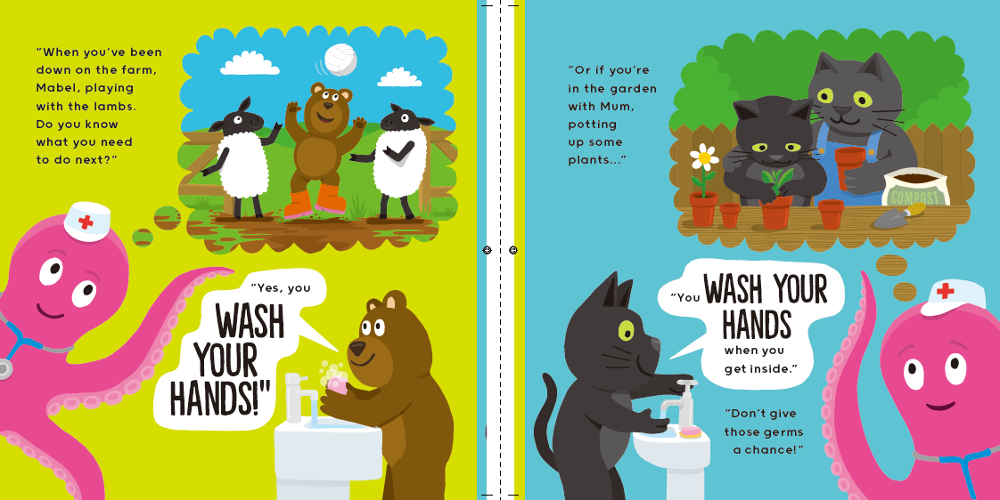 “When you’ve been
down on the farm,
Mabel, playing
with the lambs.
Do you know
what you need
to do next?”
“Yes, you
WASH
YOUR
HANDS!”
“Or if you’re
in the garden
with Mum,
potting
up some
plants...”
COMPOST
“You WASH YOUR
HANDS
when you
get inside.”
“Don’t give
those germs
a chance!”